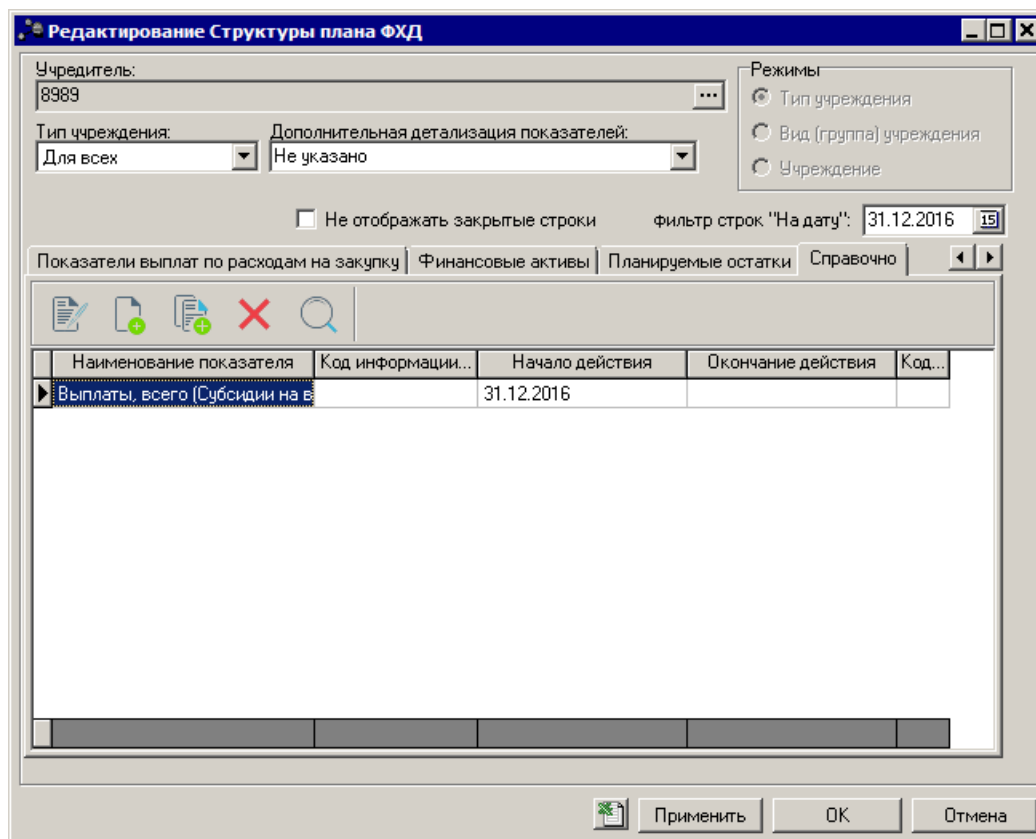 Редактирование Структуры плана ФХД
Учредитель:
8989
...
Режимы
Тип учреждения
Вид (группа) учреждения
Учреждение
Тип учреждения:
Дополнительная детализация показателей:
Для всех
Не указано
Не отображать закрытые строки
фильтр строк "На дату":
31.12.2016
15
Показатели выплат по расходам на закупку
Финансовые активы
Планируемые остатки
Справочно
Наименование показателя
Код информации...
Начало действия
Окончание действия
Код...
Выплаты, всего (Субсидии на в
31.12.2016
Применить
OK
Отмена